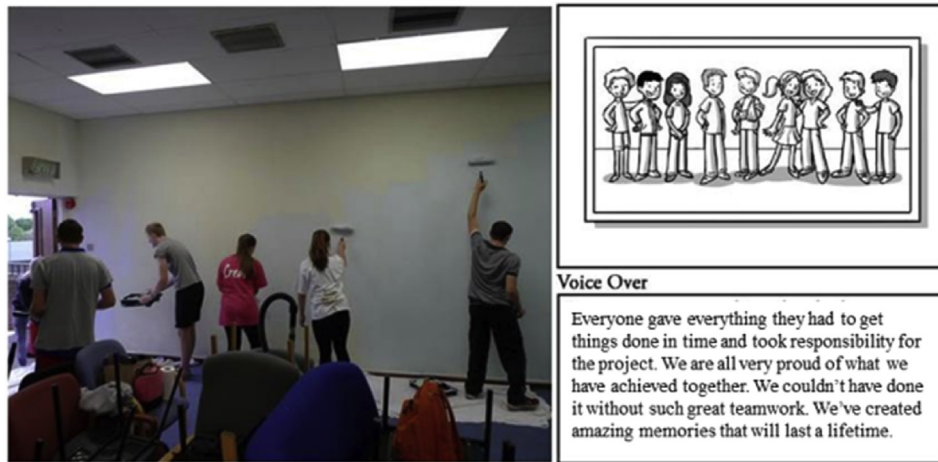 Voice Over
Everyone gave everything they had to get
things done in time and took responsibility for
the project. We are all very proud of what we
have achieved together. We couldn't have done
it without such great teamwork. We've created
amazing memories that will last a lifetime.